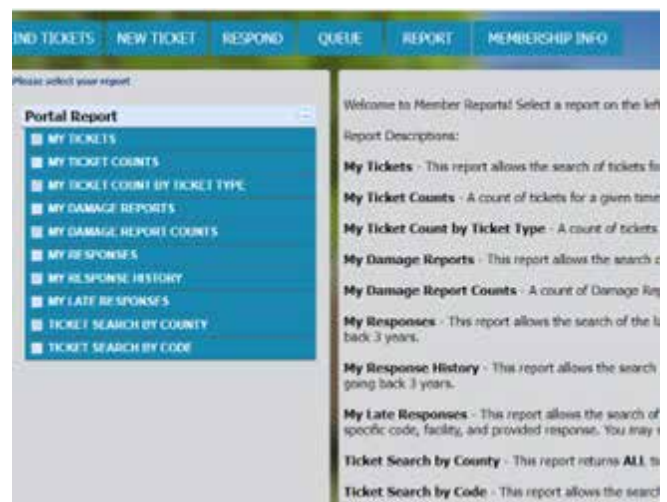 IND TICKETS NEW TICKET RESPOND QUEUE REPORT MEMBERSHIP INFO
Please select your report
Portal Report
MY TICKETS
MY TICKET COUNTS
MY TICKET COUNT BY TICKET TYPE
MY DAMAGE REPORTS
MY DAMAGE REPORT COUNTS
MY RESPONSES
MY RESPONSE HISTORY
MY LATE RESPONSES
TICKET SEARCH BY COUNTY
TICKET SEARCH BY CODE
Welcome to Member Reports! Select a report on the left
Report Descriptions:
My Tickets - This report allows the search of tickets fo
My Ticket Counts - A count of tickets for a given time
My Ticket Count by Ticket Type - A count of tickets
My Damage Reports - This report allows the search o
My Damage Report Counts - A count of Damage Rep
My Responses - This report allows the search of the la
back 3 years.
My Response History - This report allows the search
going back 3 years.
My Late Responses - This report allows the search of
specific code, facility, and provided response. You may
Ticket Search by County - This report returns ALL
Ticket Search by Code - This report allows the search